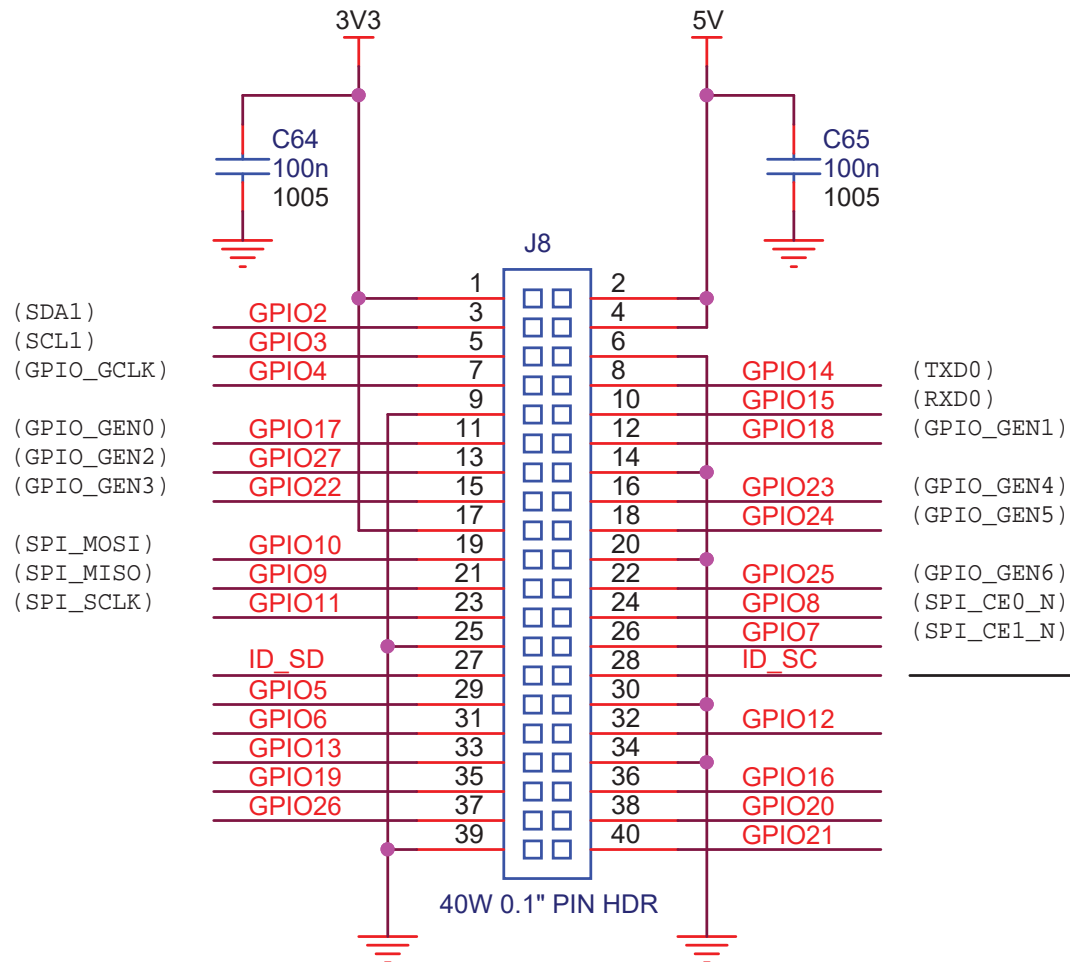 3V3 5V
C64 C65
100n 100n
1005 1005
J8
1 2
(SDA1) GPIO2 3 4
(SCL1) GPIO3 5 6
(GPIO_GCLK) GPIO4 7 8 GPIO14 (TXD0)
9 10 GPIO15 (RXD0)
(GPIO_GEN0) GPIO17 11 12 GPIO18 (GPIO_GEN1)
(GPIO_GEN2) GPIO27 13 14
(GPIO_GEN3) GPIO22 15 16 GPIO23 (GPIO_GEN4)
17 18 GPIO24 (GPIO_GEN5)
(SPI_MOSI) GPIO10 19 20
(SPI_MISO) GPIO9 21 22 GPIO25 (GPIO_GEN6)
(SPI_SCLK) GPIO11 23 24 GPIO8 (SPI_CE0_N)
25 26 GPIO7 (SPI_CE1_N)
ID_SD 27 28 ID_SC
GPIO5 29 30
GPIO6 31 32 GPIO12
GPIO13 33 34
GPIO19 35 36 GPIO16
GPIO26 37 38 GPIO20
39 40 GPIO21
40W 0.1" PIN HDR